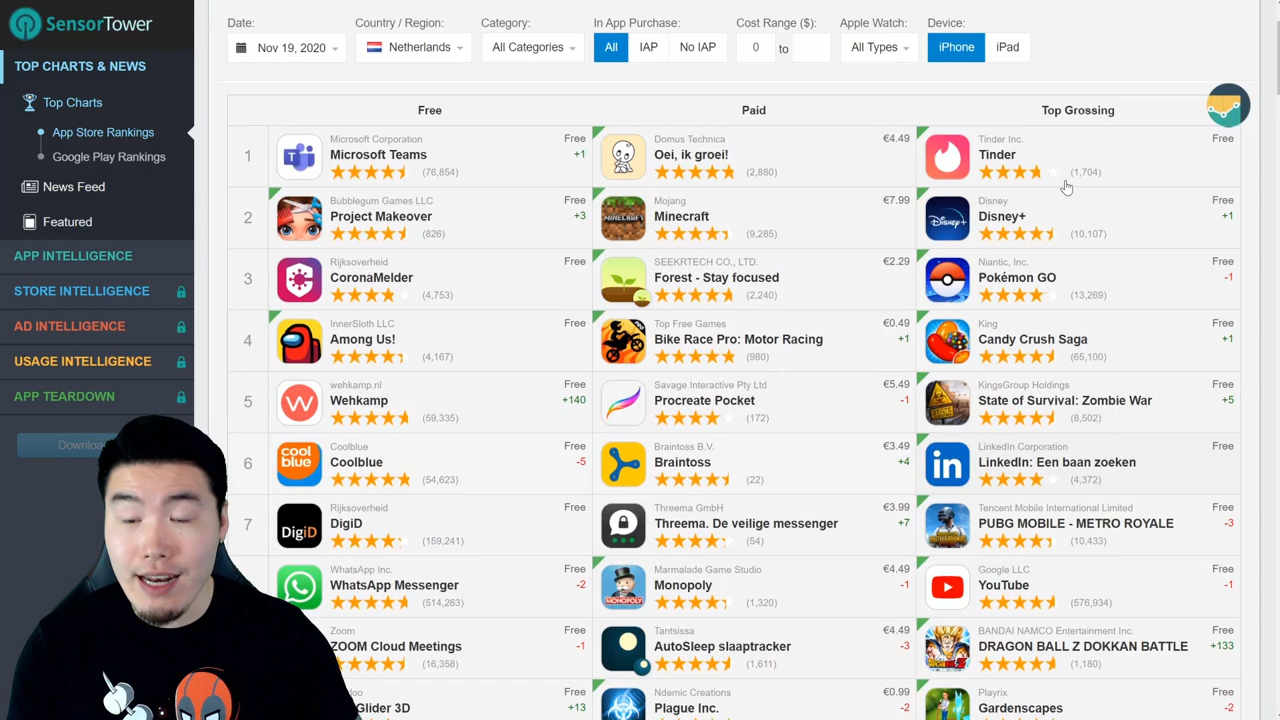 SensorTower
TOP CHARTS & NEWS
Top Charts
App Store Rankings
Google Play Rankings
News Feed
Featured
APP INTELLIGENCE
STORE INTELLIGENCE
AD INTELLIGENCE
USAGE INTELLIGENCE
APP TEARDOWN
Date:
Nov 19, 2020
Country / Region:
Netherlands
Category:
All Categories
In App Purchase:
All IAP No IAP
Cost Range ($):
0 to
Apple Watch:
All Types
Device:
iPhone iPad
Free Paid Top Grossing
1
Microsoft Corporation Free
Microsoft Teams +1
(76,854)
Domus Technica €4.49
Oei, ik groei!
(2,880)
Tinder Inc. Free
Tinder
(1,704)
2
Bubblegum Games LLC Free
Project Makeover +3
(826)
Mojang €7.99
MINECRAFT
Minecraft
(9,285)
Disney Free
Disney+
Disney+ +1
(10,107)
3
Rijksoverheid Free
CoronaMelder
(4,753)
SEEKRTECH CO., LTD. €2.29
Forest - Stay focused
(2,240)
Niantic, Inc. Free
Pokémon GO -1
(13,269)
4
InnerSloth LLC Free
Among Us!
(4,167)
Top Free Games €0.49
PRO
Bike Race Pro: Motor Racing +1
(980)
King Free
Candy Crush Saga +1
(65,100)
5
wehkamp.nl Free
Wehkamp +140
(59,335)
Savage Interactive Pty Ltd €5.49
Procreate Pocket -1
(172)
KingsGroup Holdings Free
State of Survival: Zombie War +5
(8,502)
6
Coolblue Free
cool
blue
Coolblue -5
(54,623)
Braintoss B.V. €3.49
Braintoss +4
(22)
LinkedIn Corporation Free
in
LinkedIn: Een baan zoeken
(4,372)
7
Rijksoverheid Free
DigiD
DigiD
(159,241)
Threema GmbH €3.99
Threema. De veilige messenger +7
(54)
Tencent Mobile International Limited Free
PUBG MOBILE - METRO ROYALE -3
(10,433)
WhatsApp Inc. Free
WhatsApp Messenger -2
(514,263)
Marmalade Game Studio €4.49
MONOPOLY
Monopoly -1
(1,320)
Google LLC Free
YouTube -1
(576,934)
Zoom Free
ZOOM Cloud Meetings -1
(16,358)
Tantsissa €4.49
AutoSleep slaaptracker -3
(1,611)
BANDAI NAMCO Entertainment Inc. Free
DRAGON BALL Z DOKKAN BATTLE +133
(1,180)
Free
Glider 3D +13
Ndemic Creations €0.99
Plague Inc. -2
Playrix Free
Gardenscapes -2